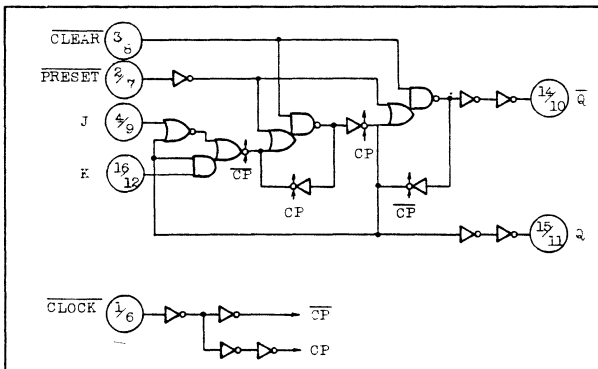 CLEAR 3/8
PRESET 2/7
14/10 Q
J 4/9
CP
K 16/12
CP
CP
CP
15/11 Q
CLOCK 1/6
CP
CP